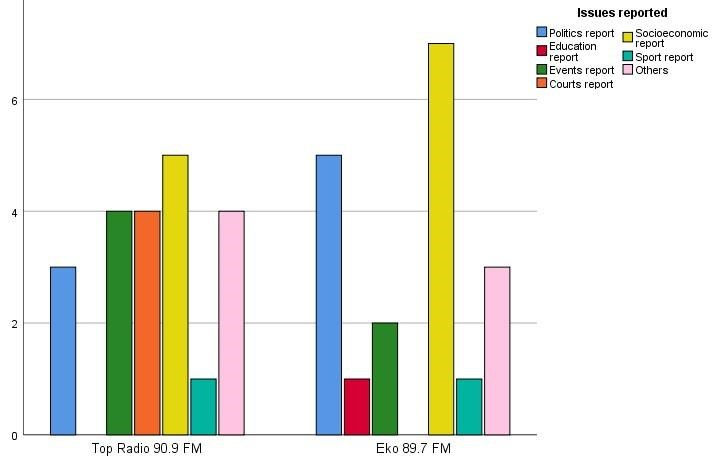 Issues reported
Politics report
Education
report
Events report
Courts report
Socioeconomic
report
Sport report
Others
6
4
2
0
Top Radio 90.9 FM
Eko 89.7 FM